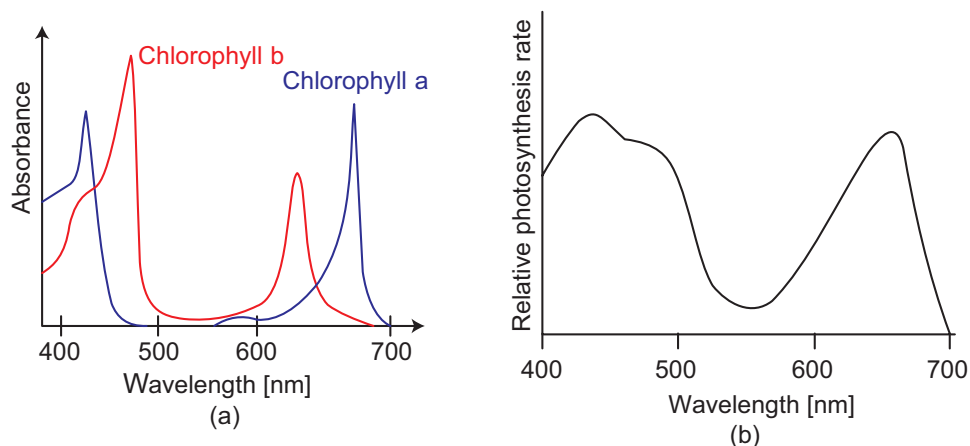 Chlorophyll b
Chlorophyll a
Absorbance
400 500 600 700
Wavelength [nm]
(a)
Relative photosynthesis rate
400 500 600 700
Wavelength [nm]
(b)